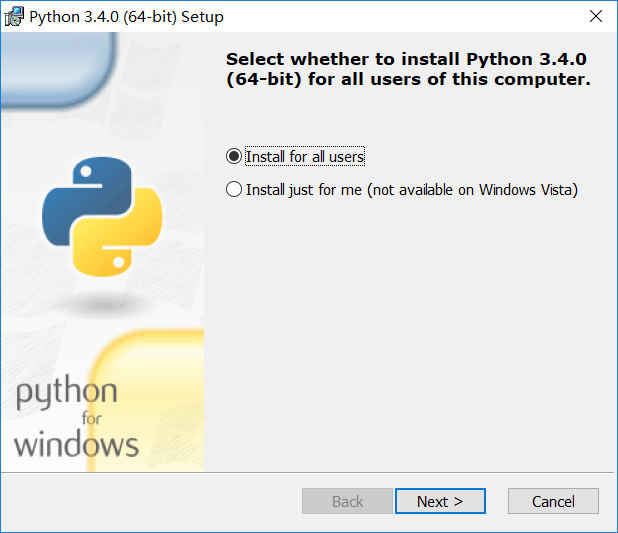 Python 3.4.0 (64-bit) Setup
Select whether to install Python 3.4.0
(64-bit) for all users of this computer.
Install for all users
Install just for me (not available on Windows Vista)
python
for
windows
Back
Next >
Cancel